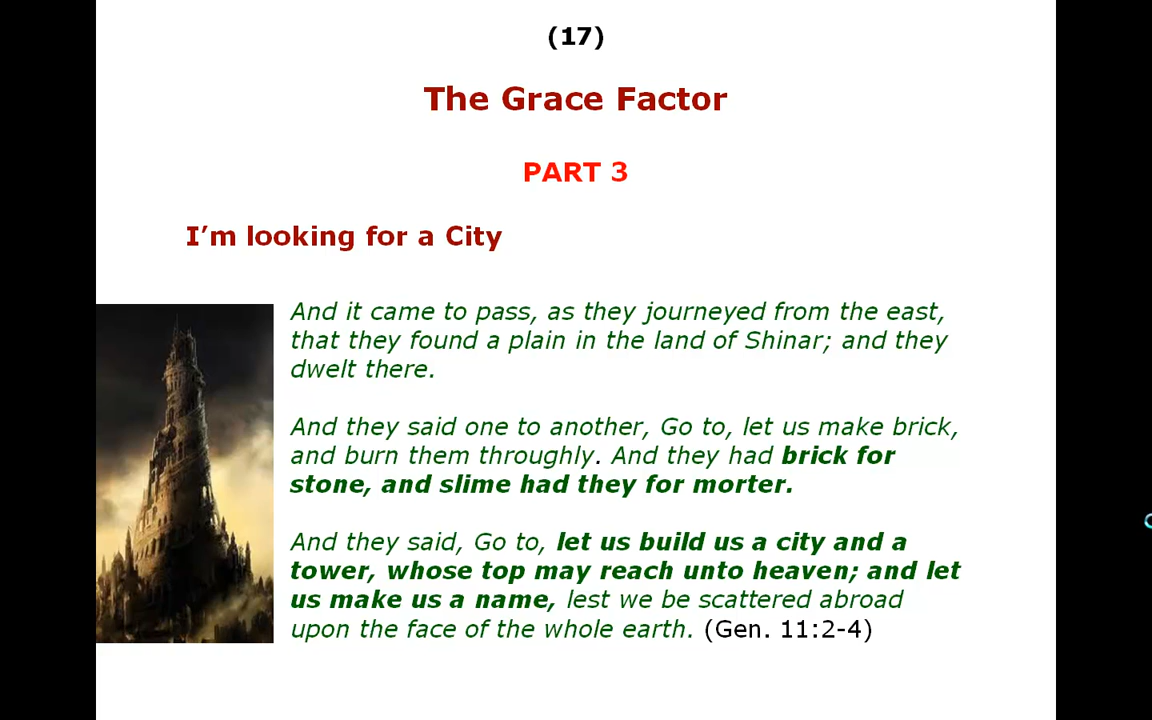 (17)
The Grace Factor
PART 3
I’m looking for a City
And it came to pass, as they journeyed from the east,
that they found a plain in the land of Shinar; and they
dwelt there.
And they said one to another, Go to, let us make brick,
and burn them throughly. And they had brick for
stone, and slime had they for morter.
And they said, Go to, let us build us a city and a
tower, whose top may reach unto heaven; and let
us make us a name, lest we be scattered abroad
upon the face of the whole earth. (Gen. 11:2-4)